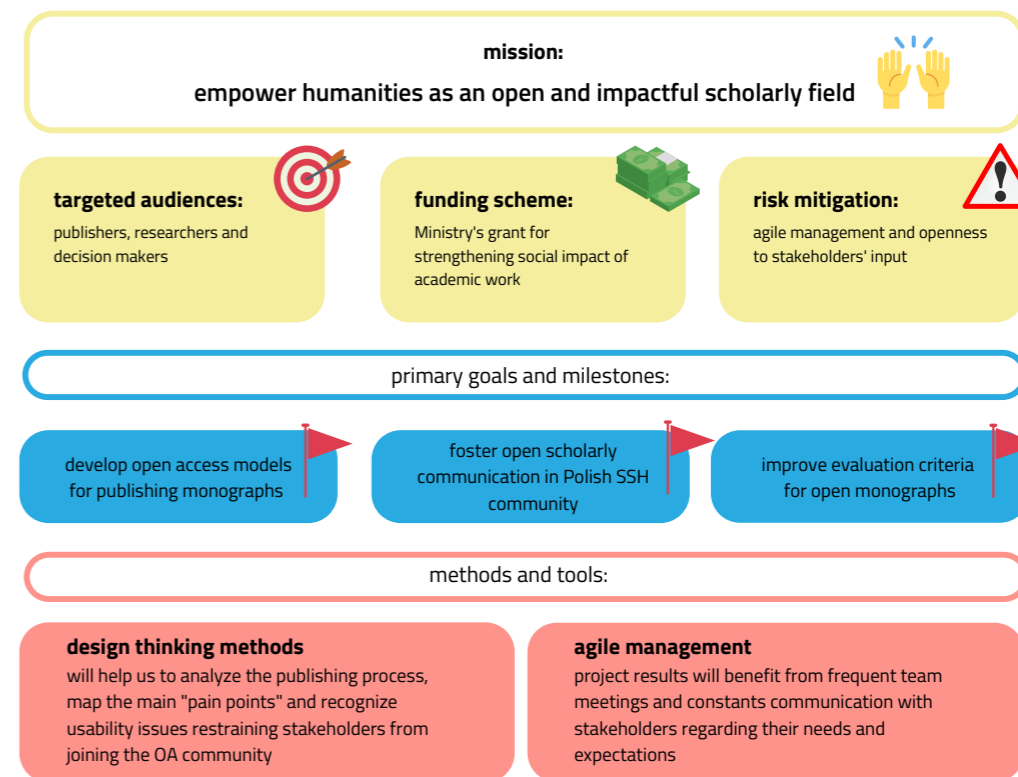 mission:
empower humanities as an open and impactful scholarly field
targeted audiences:
publishers, researchers and
decision makers
funding scheme:
Ministry's grant for
strengthening social impact of
academic work
risk mitigation:
agile management and openness
to stakeholders' input
primary goals and milestones:
develop open access models
for publishing monographs
foster open scholarly
communication in Polish SSH
community
improve evaluation criteria
for open monographs
methods and tools:
design thinking methods
will help us to analyze the publishing process,
map the main "pain points" and recognize
usability issues restraining stakeholders from
joining the OA community
agile management
project results will benefit from frequent team
meetings and constants communication with
stakeholders regarding their needs and
expectations